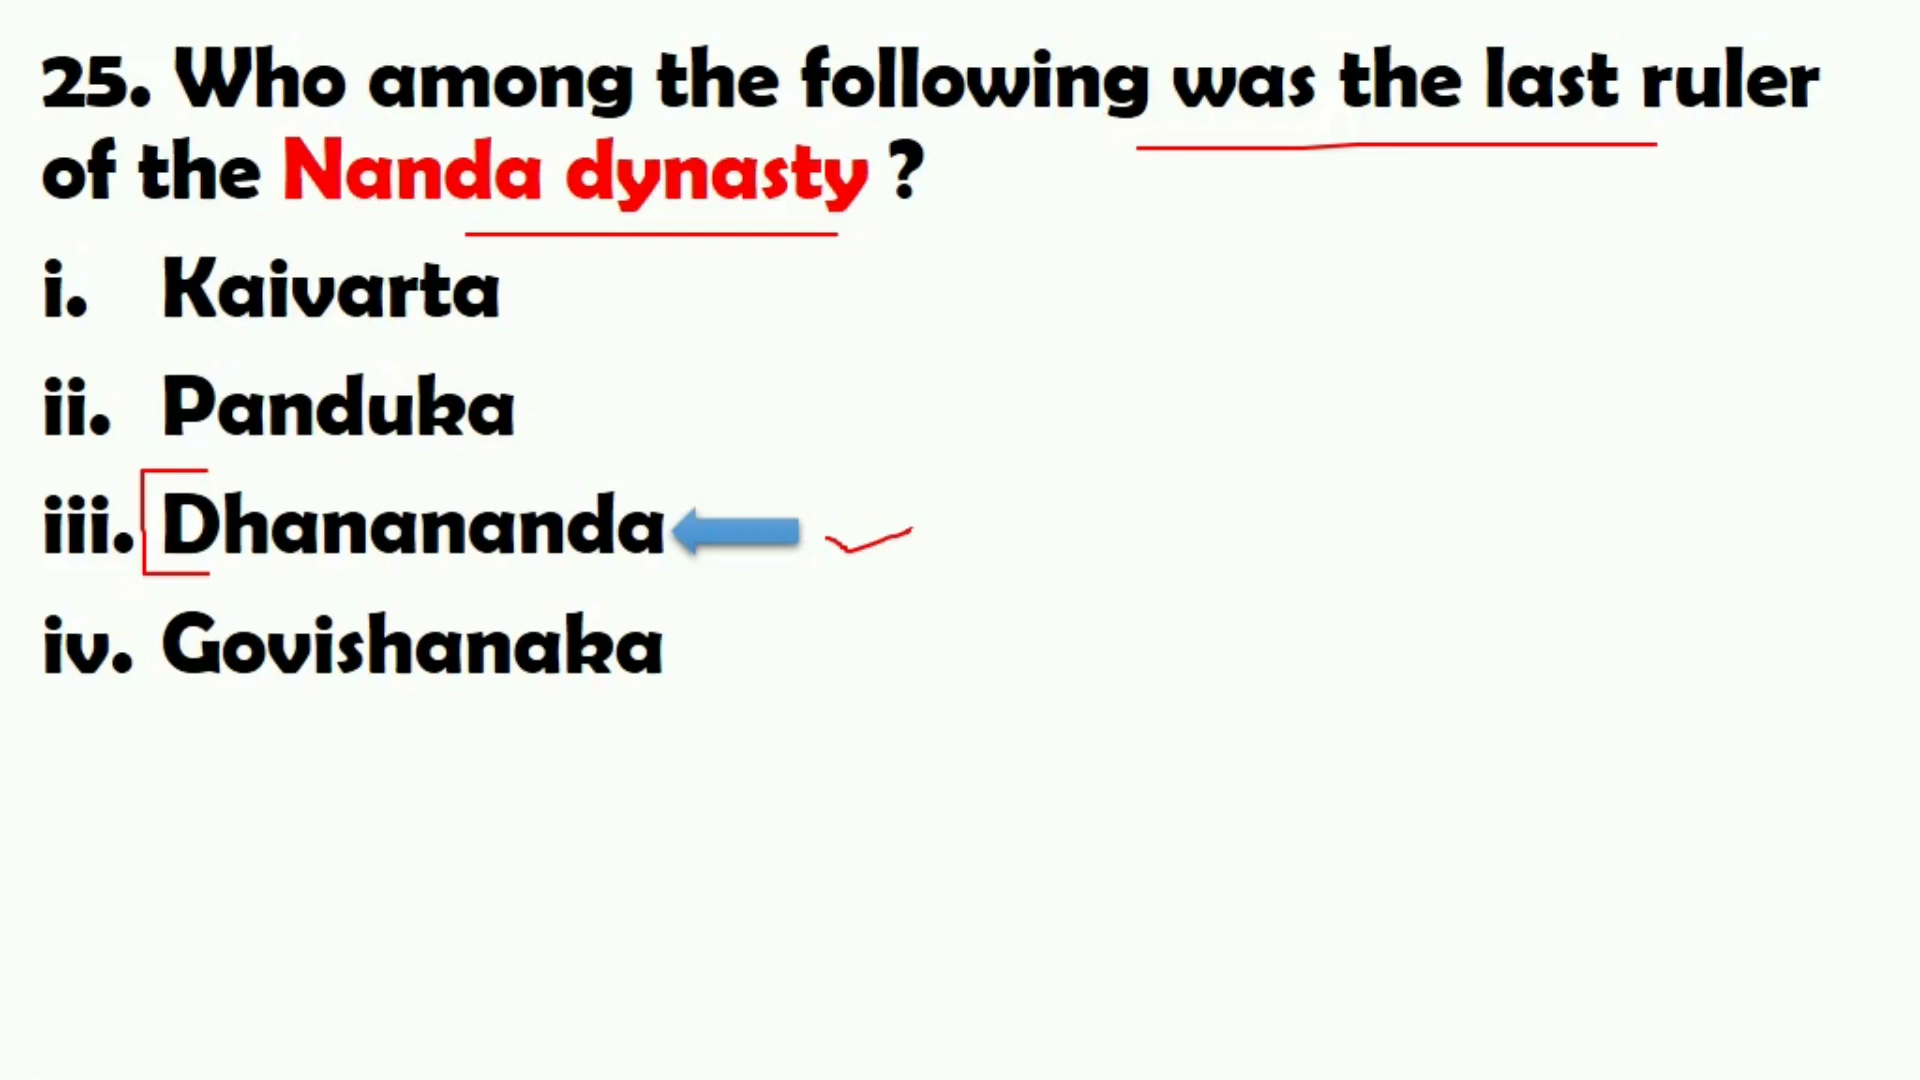 25. Who among the following was the last ruler
of the Nanda dynasty ?
i. Kaivarta
ii. Panduka
iii. Dhanananda
iv. Govishanaka